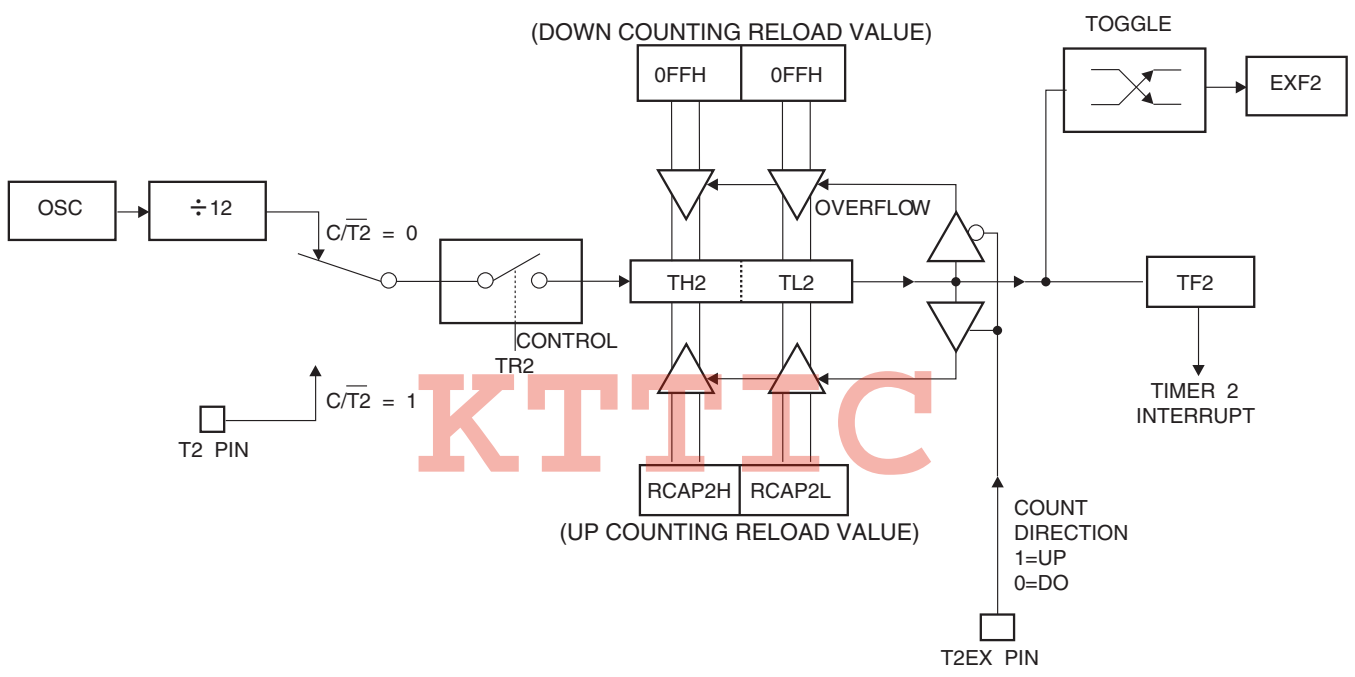 TOGGLE
(DOWN COUNTING RELOAD VALUE)
0FFH
0FFH
EXF2
OSC
÷12
OVERFLOW
C/T̅2̅ = 0
TH2
TL2
TF2
CONTROL
TR2
C/T̅2̅ = 1
T2 PIN
TIMER 2
INTERRUPT
KTTIC
RCAP2H
RCAP2L
(UP COUNTING RELOAD VALUE)
COUNT
DIRECTION
1=UP
0=DO
T2EX PIN